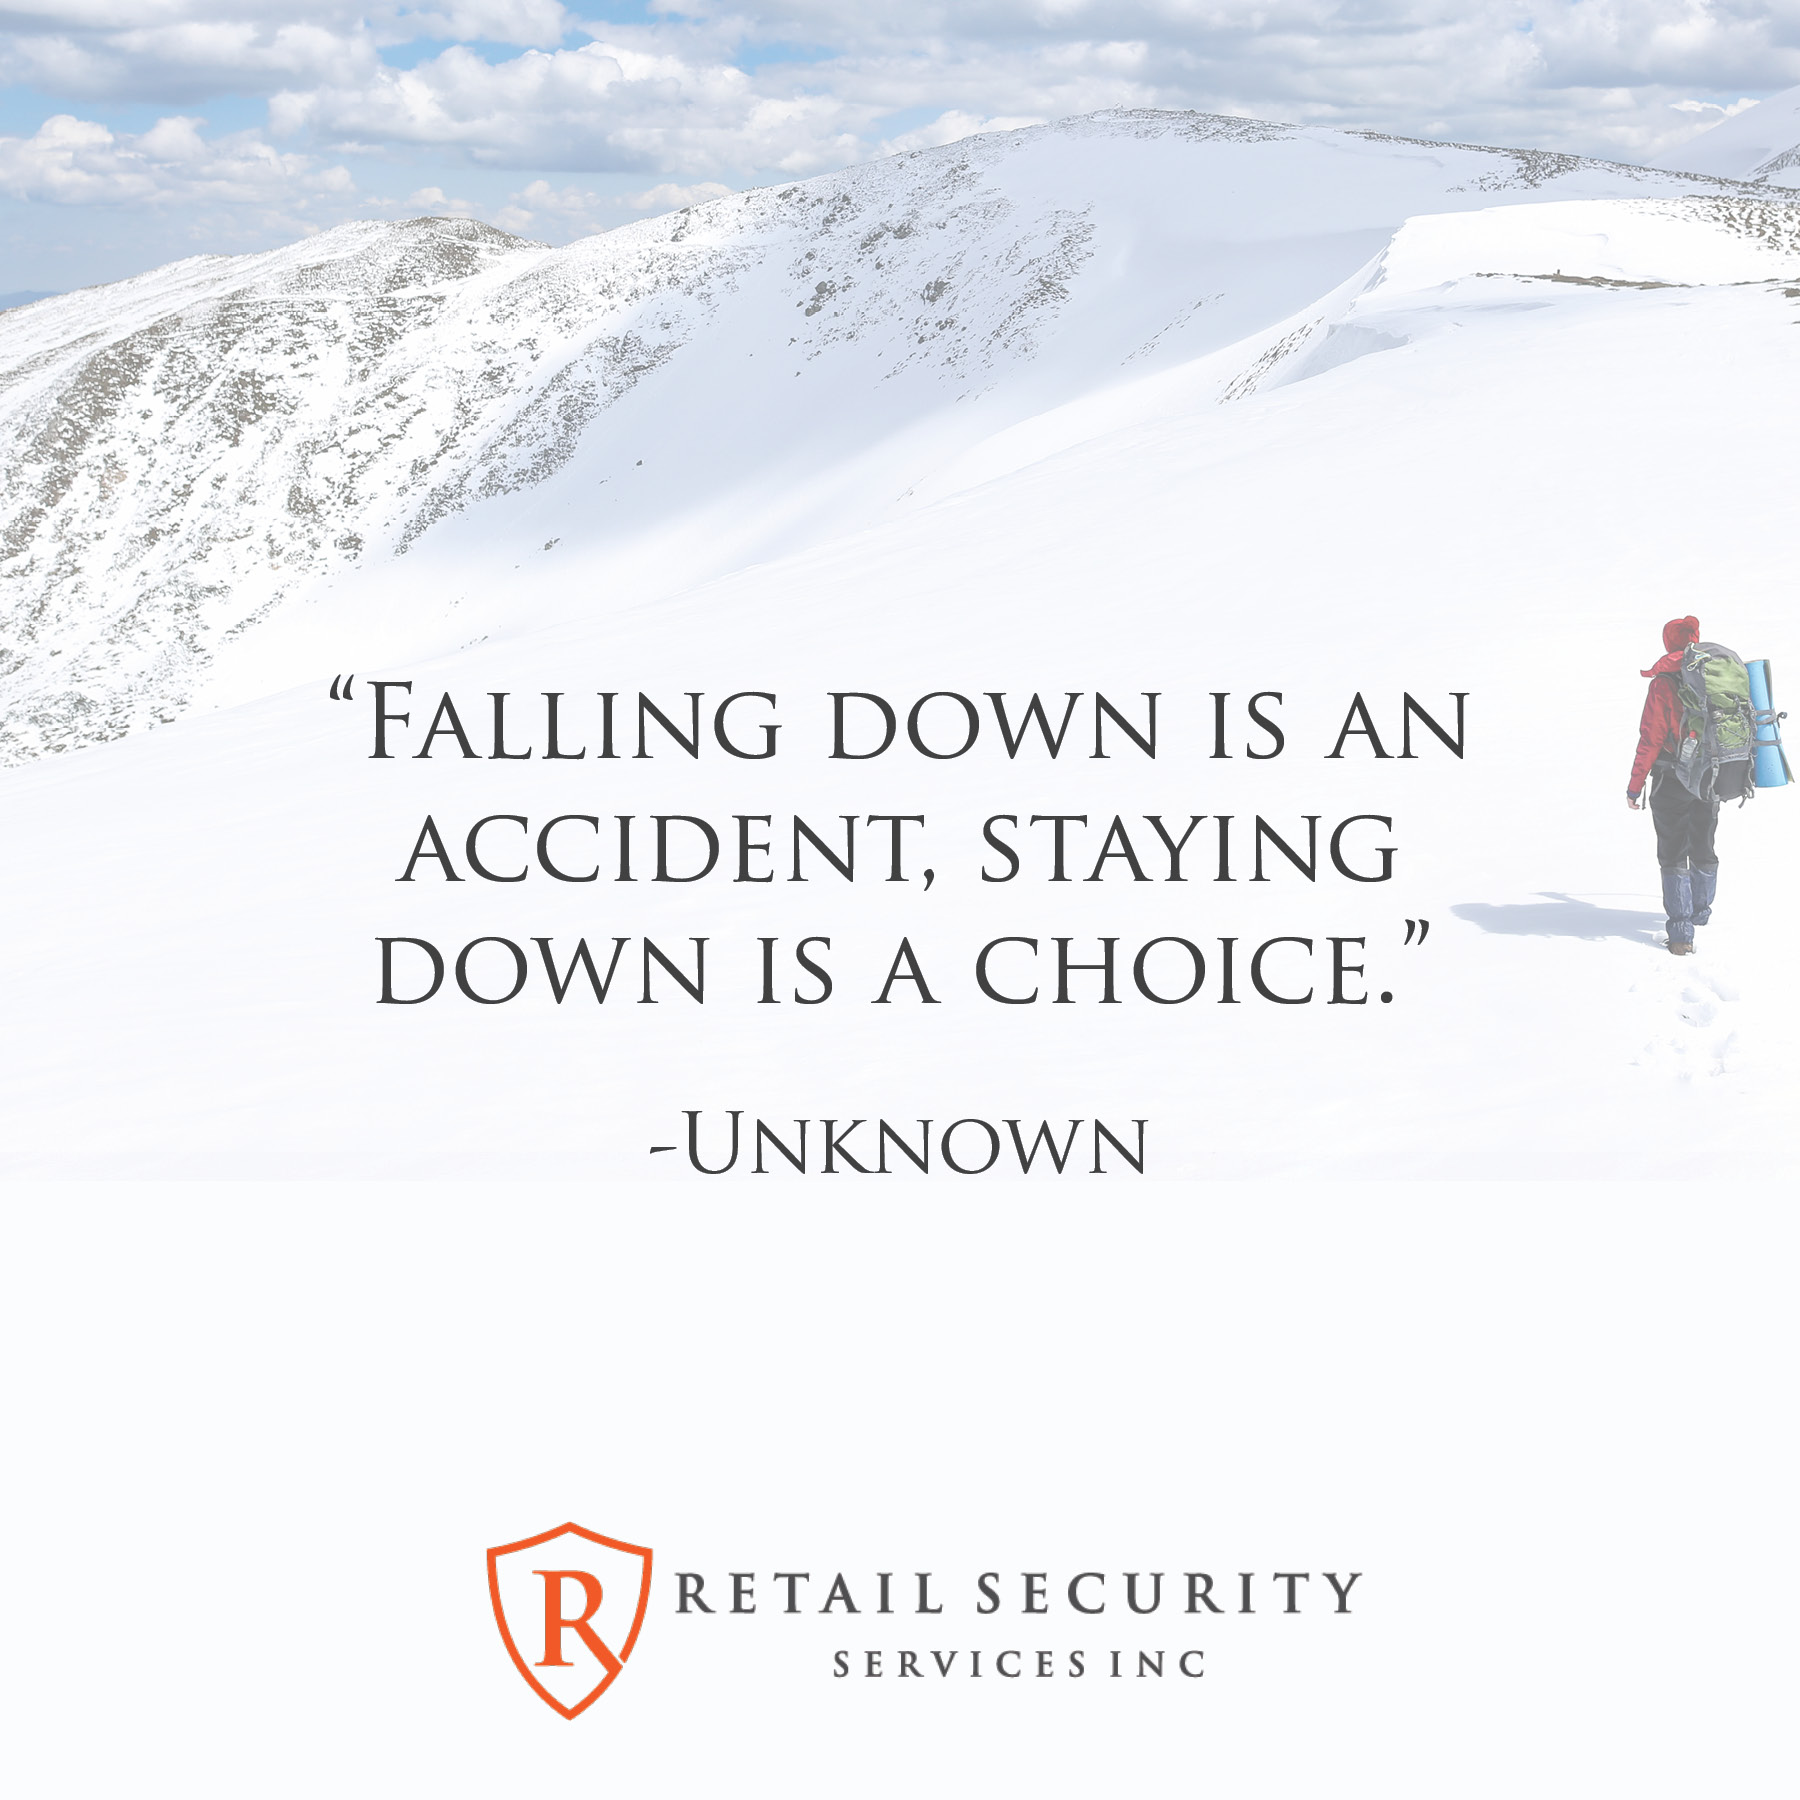 “Falling down is an
accident, staying
down is a choice.”
-Unknown
R
RETAIL SECURITY
SERVICES INC